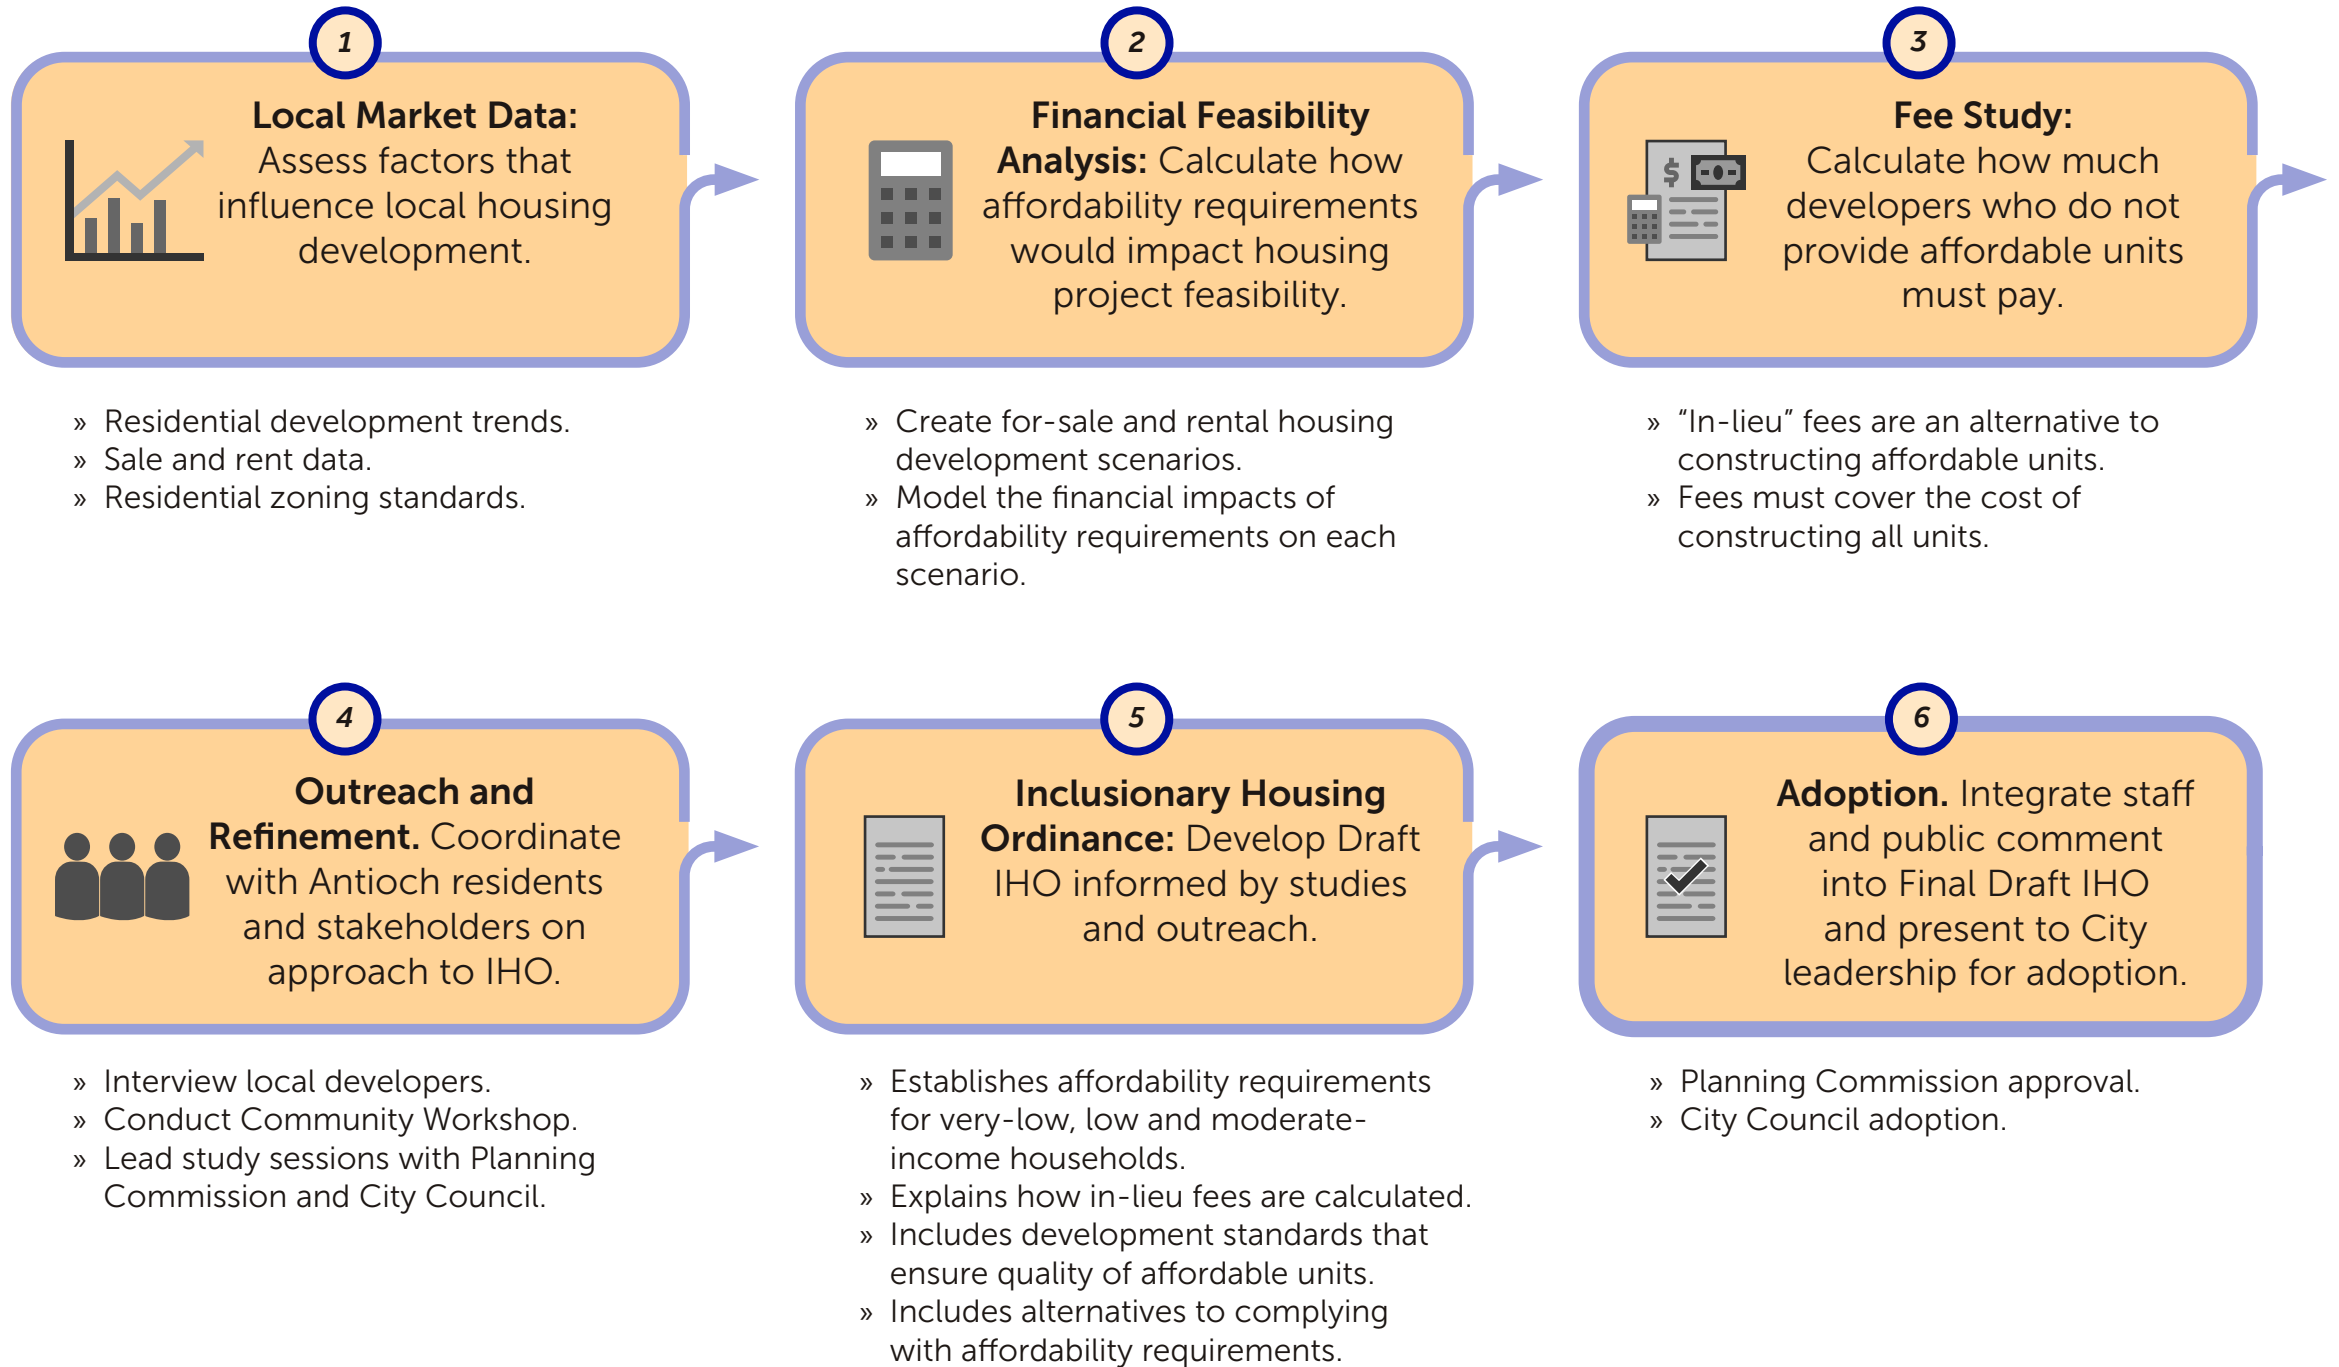 1
Local Market Data:
Assess factors that
influence local housing
development.
» Residential development trends.
» Sale and rent data.
» Residential zoning standards.
2
Financial Feasibility
Analysis: Calculate how
affordability requirements
would impact housing
project feasibility.
» Create for-sale and rental housing
development scenarios.
» Model the financial impacts of
affordability requirements on each
scenario.
3
Fee Study:
Calculate how much
developers who do not
provide affordable units
must pay.
$
» “In-lieu” fees are an alternative to
constructing affordable units.
» Fees must cover the cost of
constructing all units.
4
Outreach and
Refinement. Coordinate
with Antioch residents
and stakeholders on
approach to IHO.
» Interview local developers.
» Conduct Community Workshop.
» Lead study sessions with Planning
Commission and City Council.
5
Inclusionary Housing
Ordinance: Develop Draft
IHO informed by studies
and outreach.
» Establishes affordability requirements
for very-low, low and moderate-
income households.
» Explains how in-lieu fees are calculated.
» Includes development standards that
ensure quality of affordable units.
» Includes alternatives to complying
with affordability requirements.
6
Adoption. Integrate staff
and public comment
into Final Draft IHO
and present to City
leadership for adoption.
» Planning Commission approval.
» City Council adoption.